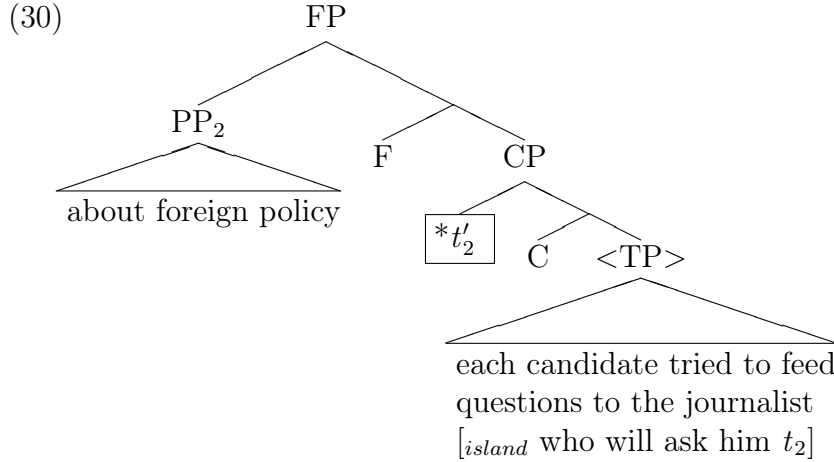 (30)
FP
PP₂
F
CP
about foreign policy
*t′₂
C
<TP>
each candidate tried to feed
questions to the journalist
[island who will ask him t₂]